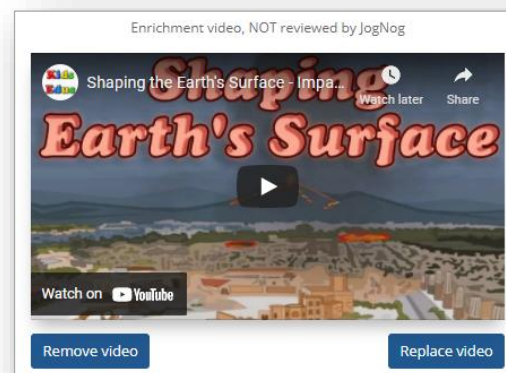 Enrichment video, NOT reviewed by JogNog
Kids Edna
Shaping the Earth's Surface - Impa...
Watch later
Share
Shaping
Earth's Surface
Watch on YouTube
Remove video
Replace video